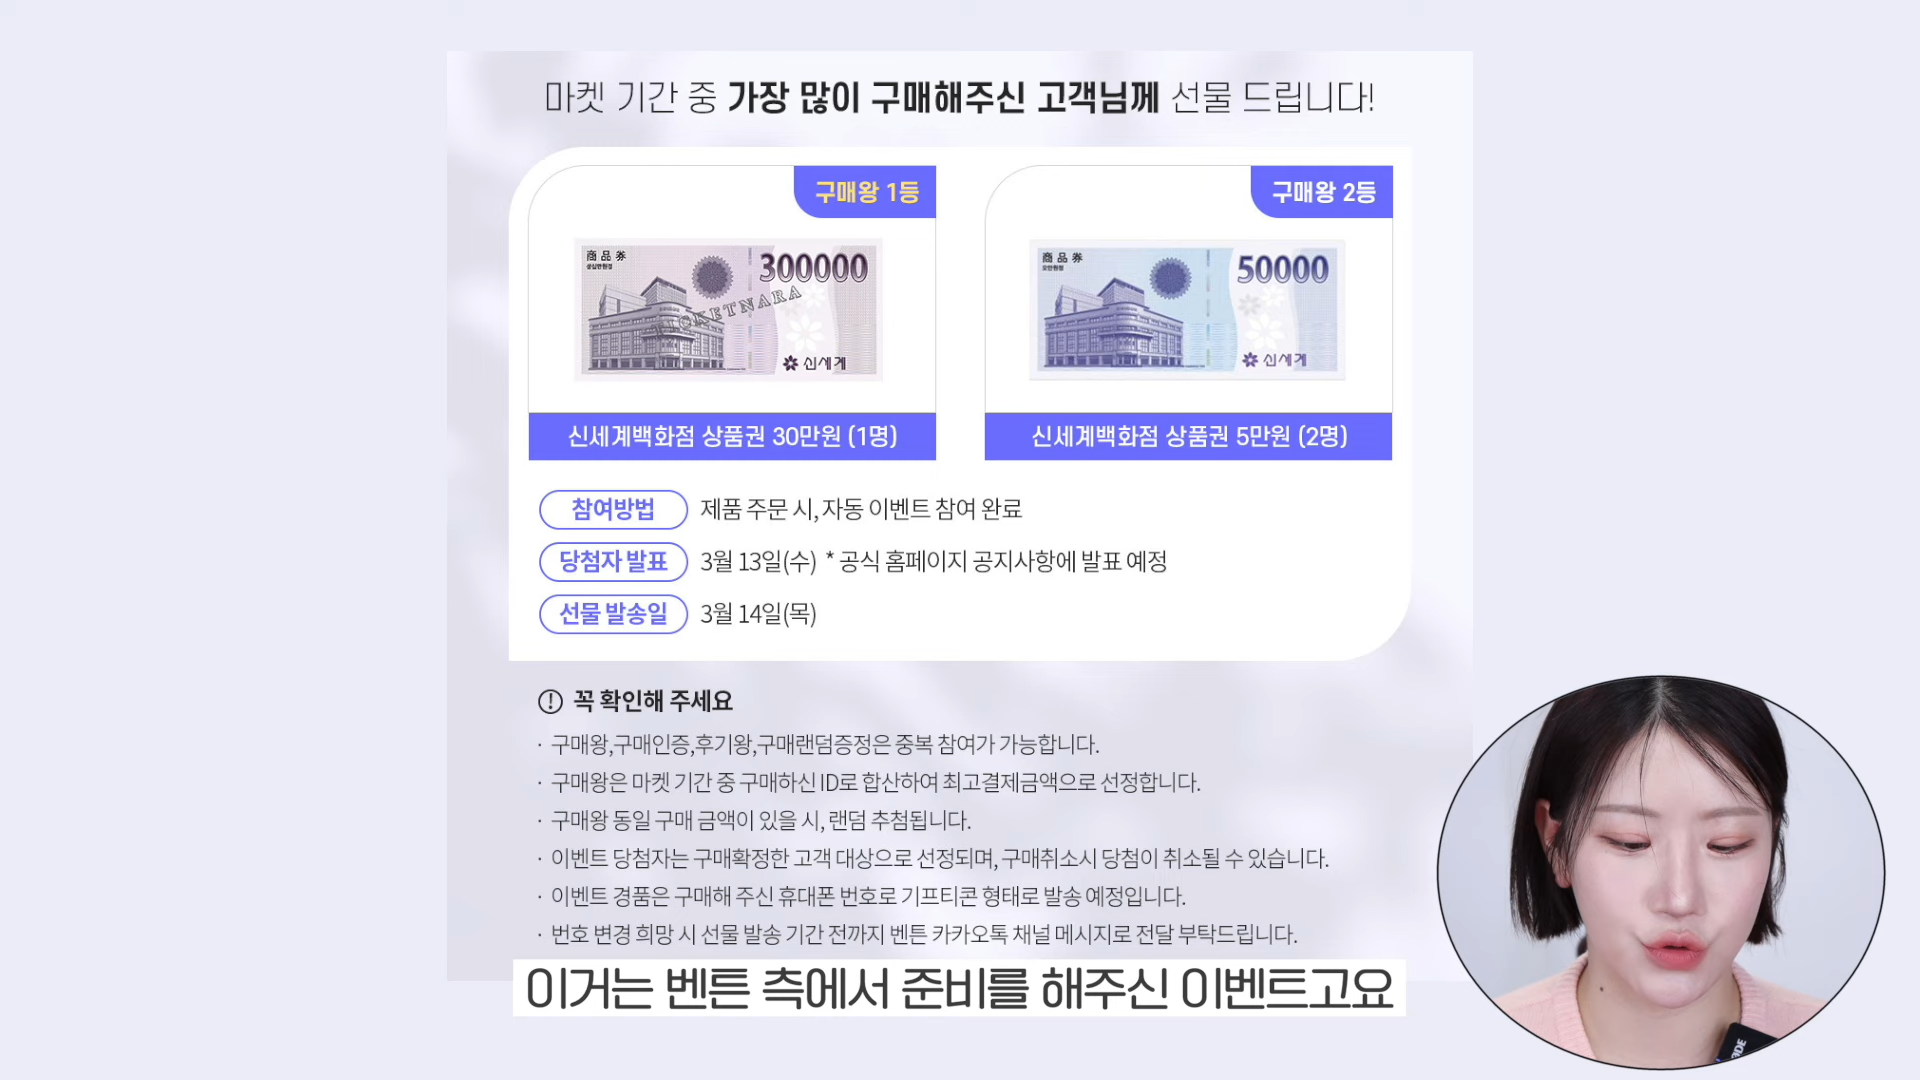 마켓 기간 중 가장 많이 구매해주신 고객님께 선물 드립니다!
구매왕 1등
商品券
삼십만원정
300000
TICKETNARA
신세계
신세계백화점 상품권 30만원 (1명)
구매왕 2등
商品券
오만원정
50000
신세계
신세계백화점 상품권 5만원 (2명)
참여방법 제품 주문 시, 자동 이벤트 참여 완료
당첨자 발표 3월 13일(수) * 공식 홈페이지 공지사항에 발표 예정
선물 발송일 3월 14일(목)
! 꼭 확인해 주세요
· 구매왕,구매인증,후기왕,구매랜덤증정은 중복 참여가 가능합니다.
· 구매왕은 마켓 기간 중 구매하신 ID로 합산하여 최고결제금액으로 선정합니다.
· 구매왕 동일 구매 금액이 있을 시, 랜덤 추첨됩니다.
· 이벤트 당첨자는 구매확정한 고객 대상으로 선정되며, 구매취소시 당첨이 취소될 수 있습니다.
· 이벤트 경품은 구매해 주신 휴대폰 번호로 기프티콘 형태로 발송 예정입니다.
· 번호 변경 희망 시 선물 발송 기간 전까지 벤튼 카카오톡 채널 메시지로 전달 부탁드립니다.
이거는 벤튼 측에서 준비를 해주신 이벤트고요